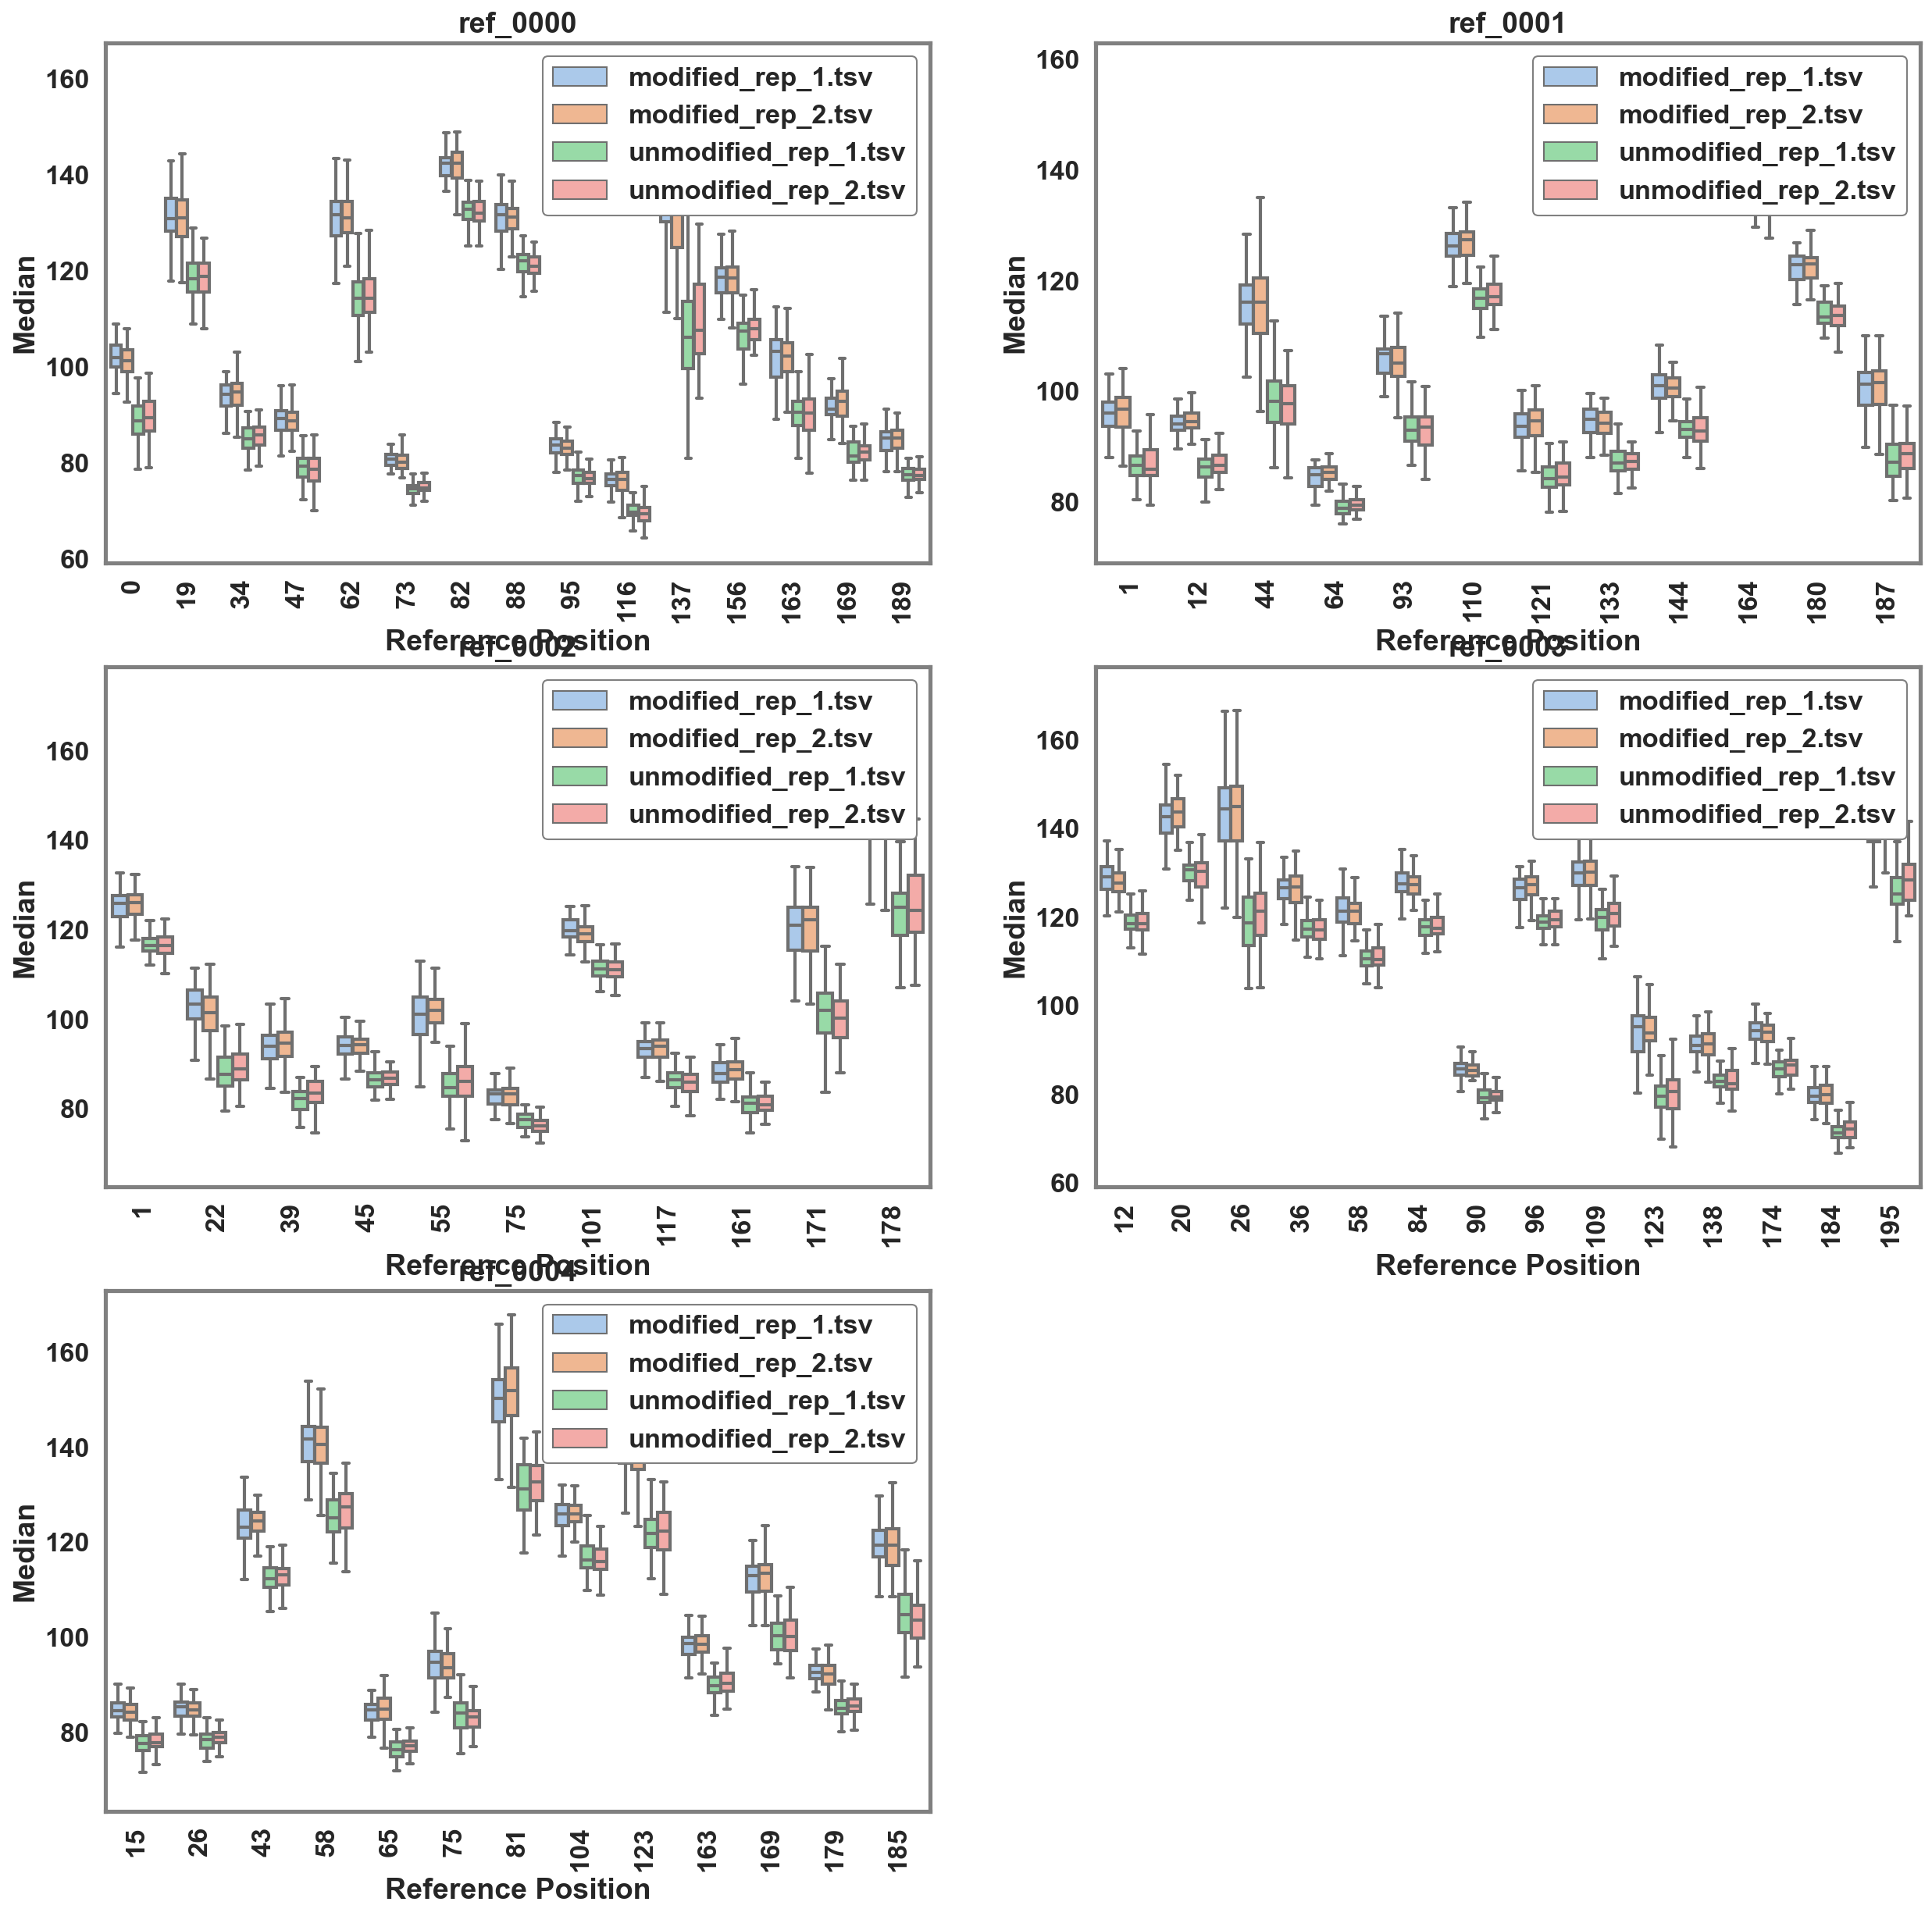 ref_0000
ref_0001
160
140
120
100
80
60
Median
modified_rep_1.tsv
modified_rep_2.tsv
unmodified_rep_1.tsv
unmodified_rep_2.tsv
0 19 34 47 62 73 82 88 95 116 137 156 163 169 189
Reference Position
160
140
120
100
80
Median
modified_rep_1.tsv
modified_rep_2.tsv
unmodified_rep_1.tsv
unmodified_rep_2.tsv
1 12 44 64 93 110 121 133 144 164 180 187
Reference Position
ref_0002
160
140
120
100
80
Median
modified_rep_1.tsv
modified_rep_2.tsv
unmodified_rep_1.tsv
unmodified_rep_2.tsv
1 22 39 45 55 75 101 117 161 171 178
Reference Position
ref_0003
160
140
120
100
80
60
Median
modified_rep_1.tsv
modified_rep_2.tsv
unmodified_rep_1.tsv
unmodified_rep_2.tsv
12 20 26 36 58 84 90 96 109 123 138 174 184 195
Reference Position
ref_0004
160
140
120
100
80
Median
modified_rep_1.tsv
modified_rep_2.tsv
unmodified_rep_1.tsv
unmodified_rep_2.tsv
15 26 43 58 65 75 81 104 123 163 169 179 185
Reference Position